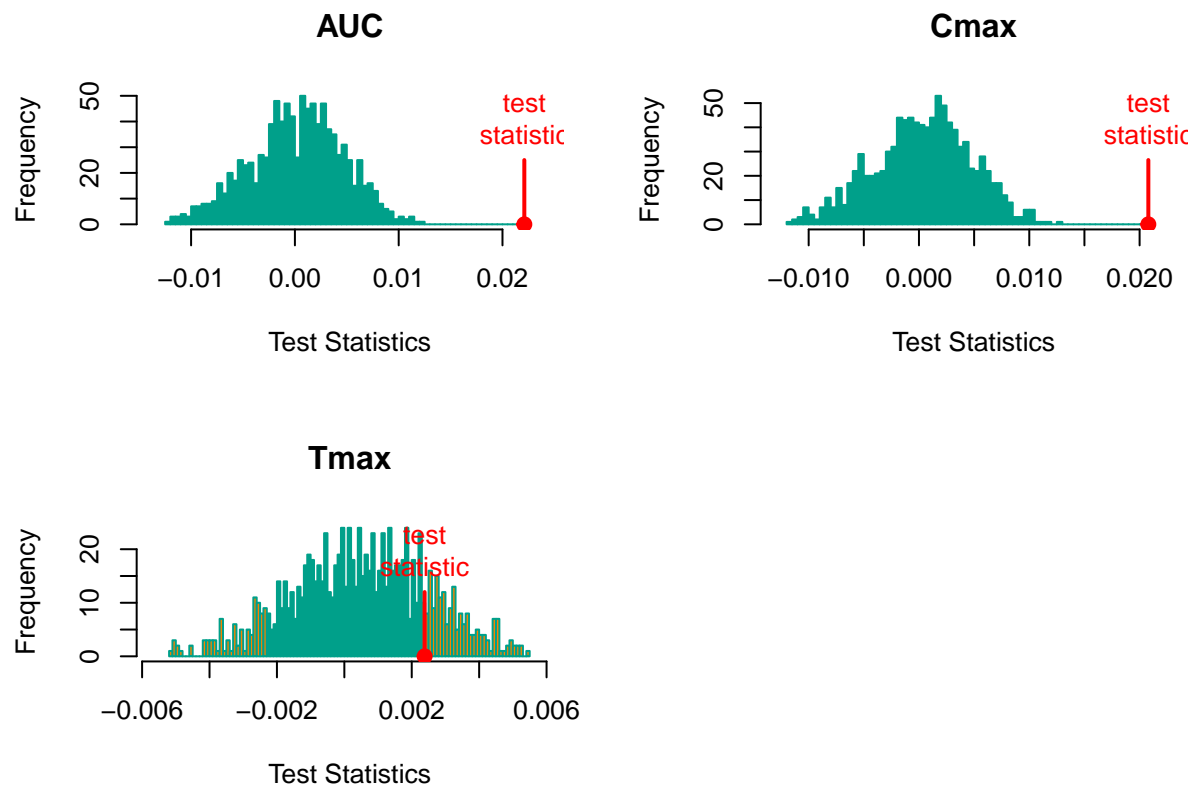 AUC
Frequency
0
20
50
test
statistic
−0.01
0.00
0.01
0.02
Test Statistics
Cmax
Frequency
0
20
50
test
statistic
−0.010
0.000
0.010
0.020
Test Statistics
Tmax
Frequency
0
10
20
test
statistic
−0.006
−0.002
0.002
0.006
Test Statistics